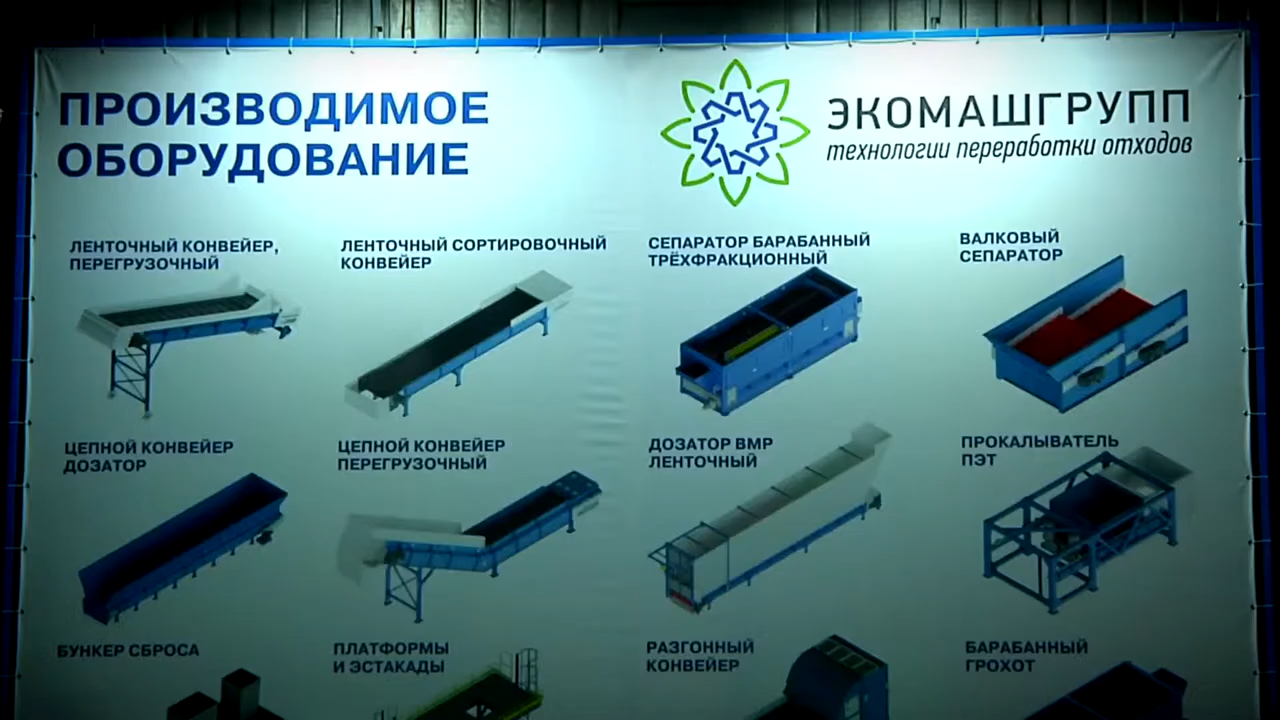 ПРОИЗВОДИМОЕ
ОБОРУДОВАНИЕ
ЭКОМАШГРУПП
технологии переработки отходов
ЛЕНТОЧНЫЙ КОНВЕЙЕР,
ПЕРЕГРУЗОЧНЫЙ
ЛЕНТОЧНЫЙ СОРТИРОВОЧНЫЙ
КОНВЕЙЕР
СЕПАРАТОР БАРАБАННЫЙ
ТРЁХФРАКЦИОННЫЙ
ВАЛКОВЫЙ
СЕПАРАТОР
ЦЕПНОЙ КОНВЕЙЕР
ДОЗАТОР
ЦЕПНОЙ КОНВЕЙЕР
ПЕРЕГРУЗОЧНЫЙ
ДОЗАТОР ВМР
ЛЕНТОЧНЫЙ
ПРОКАЛЫВАТЕЛЬ
ПЭТ
БУНКЕР СБРОСА
ПЛАТФОРМЫ
И ЭСТАКАДЫ
РАЗГОННЫЙ
КОНВЕЙЕР
БАРАБАННЫЙ
ГРОХОТ